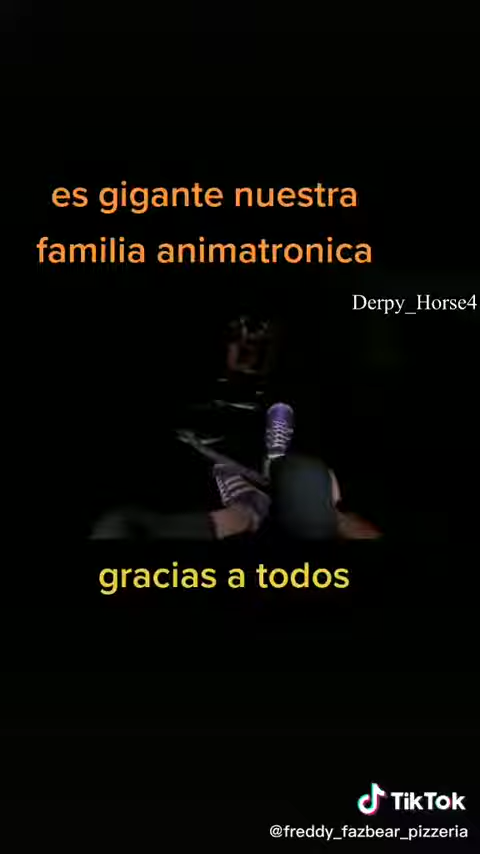 es gigante nuestra
familia animatronica
Derpy_Horse4
gracias a todos
TikTok
@freddy_fazbear_pizzeria